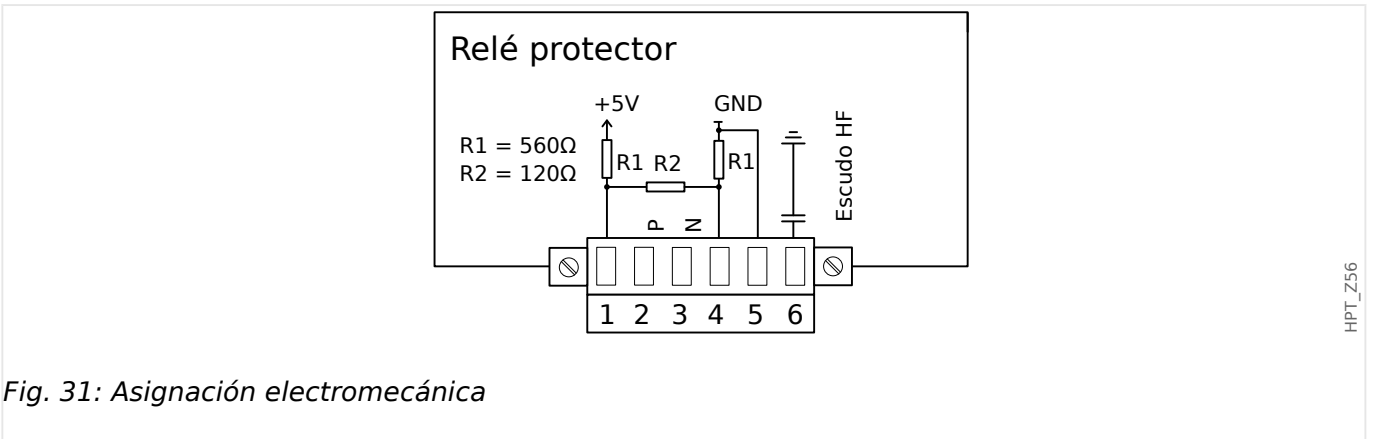 Relé protector
+5V
GND
R1 = 560Ω
R2 = 120Ω
R1
R2
R1
Escudo HF
P
N
1 2 3 4 5 6
HPT_Z56
Fig. 31: Asignación electromecánica